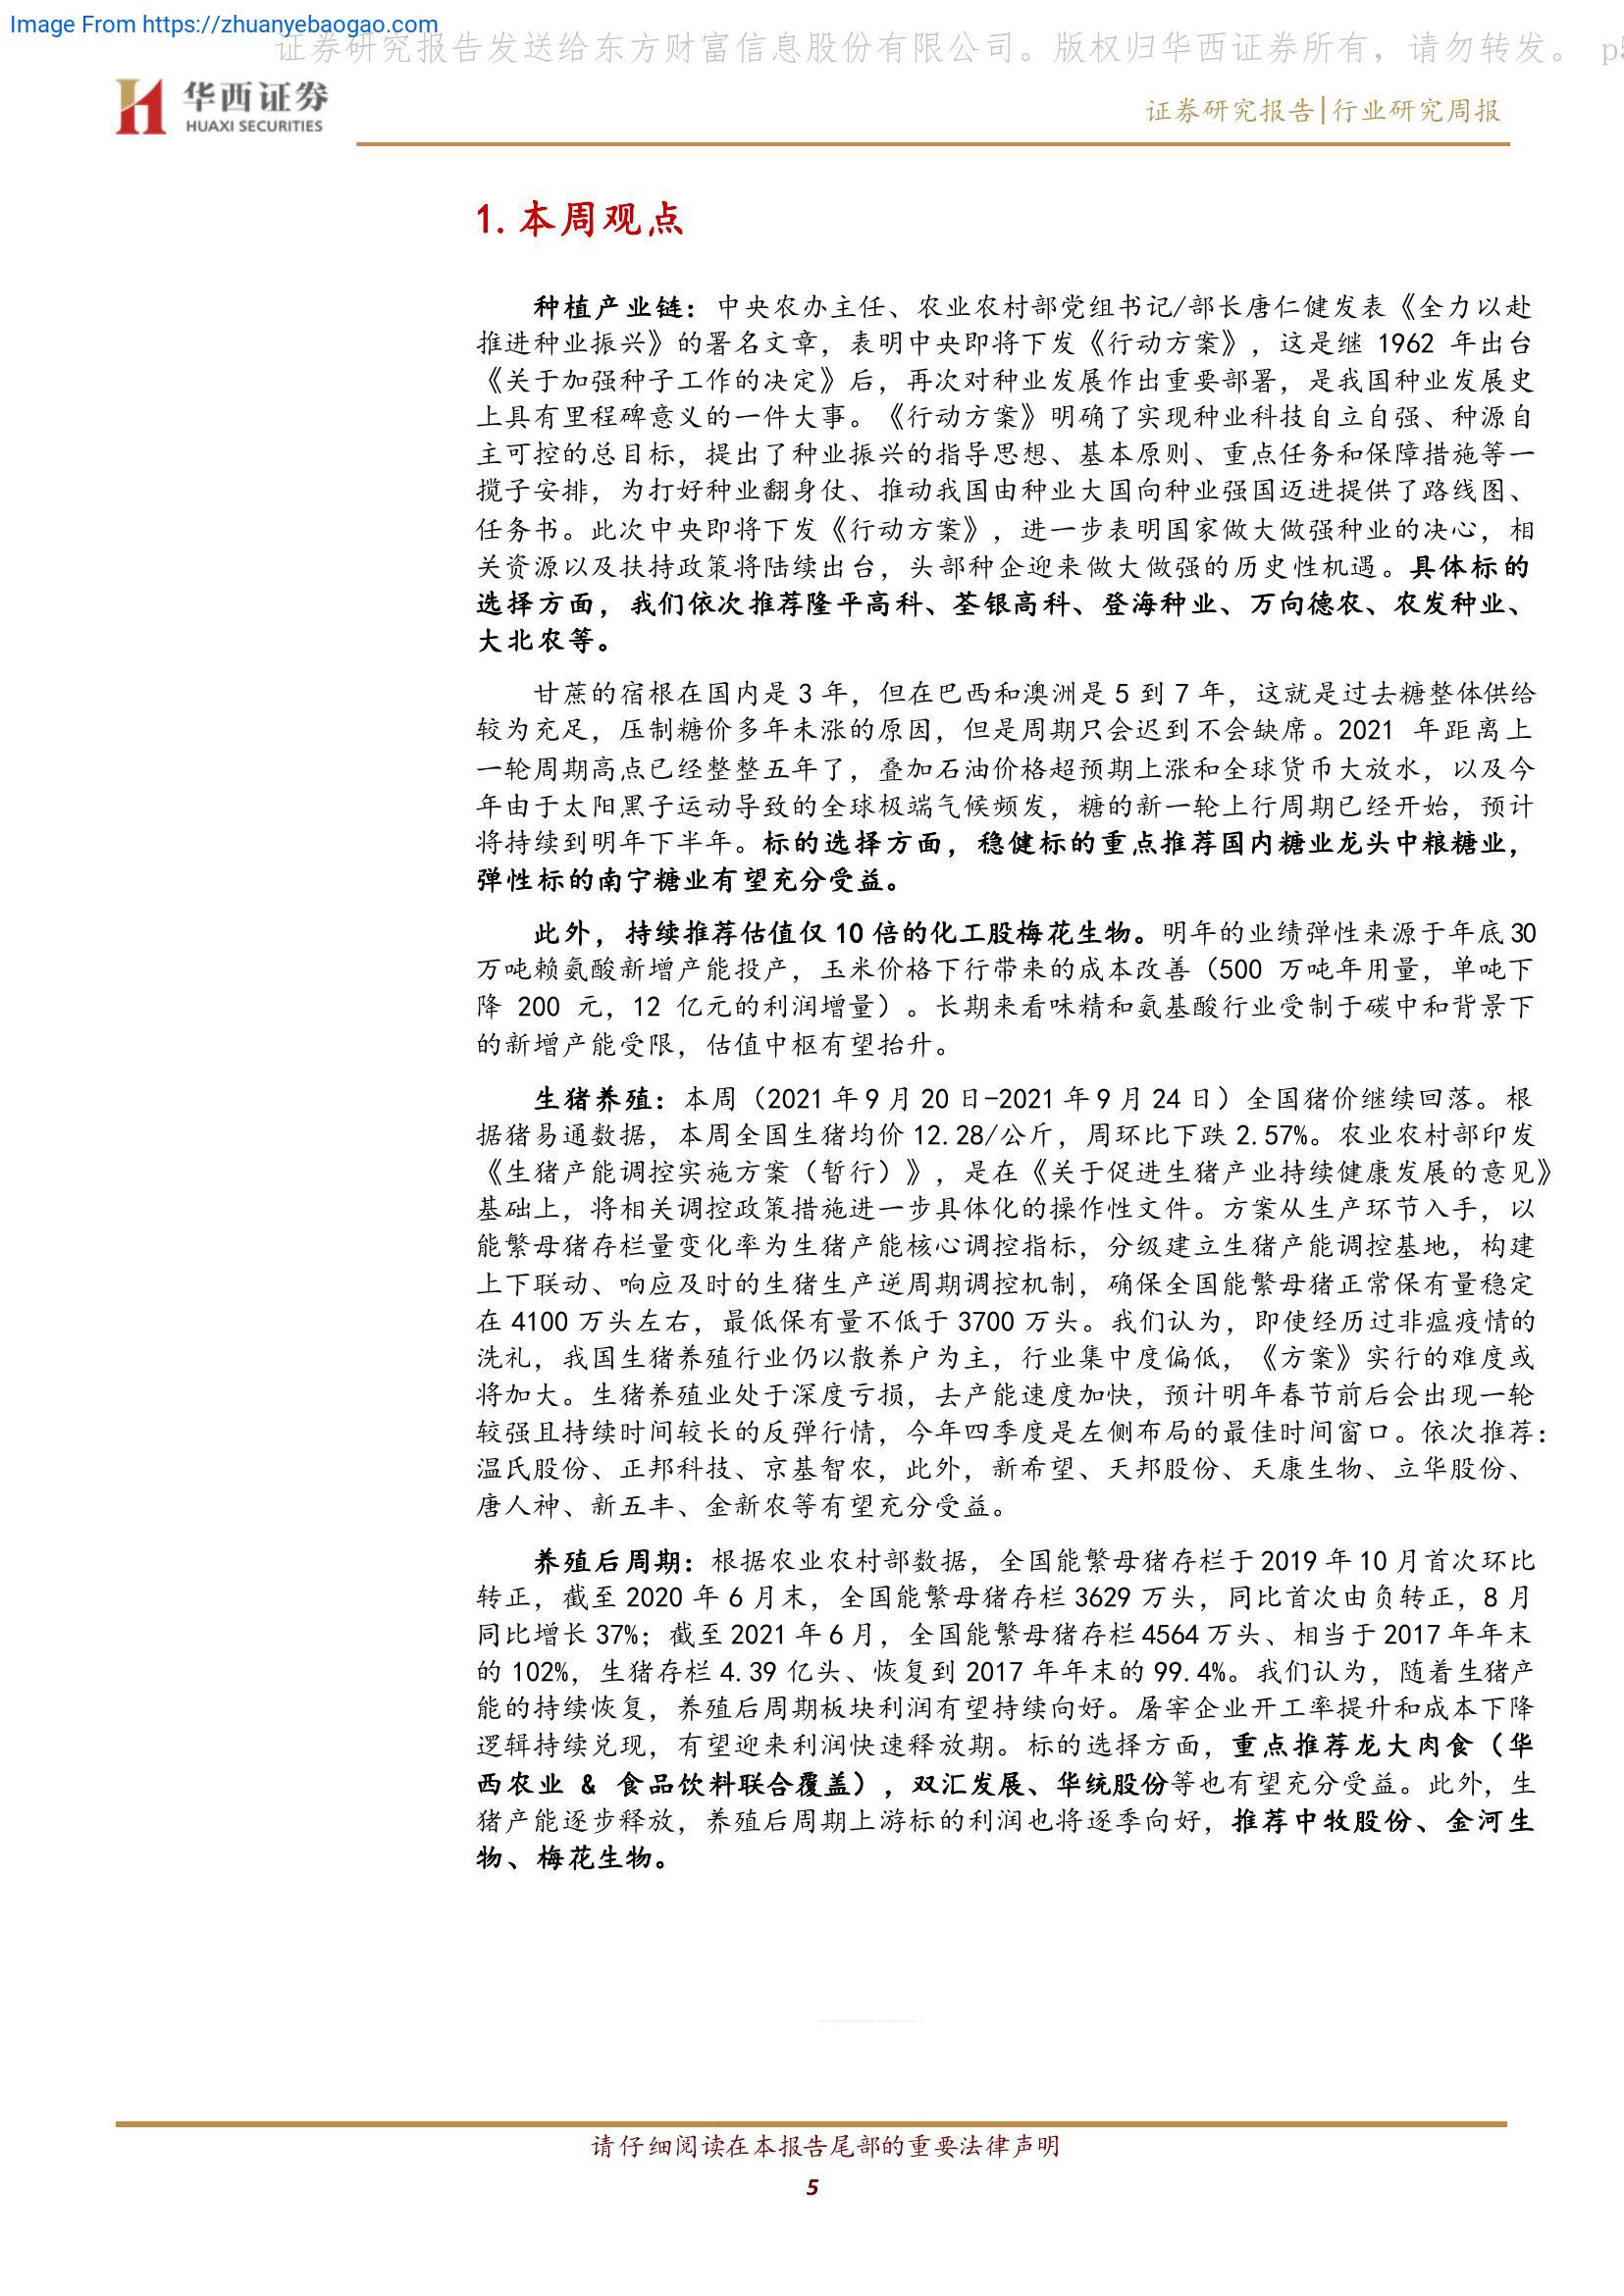 Image From https://zhuanyebaogao.com
证券研究报告发送给东方财富信息股份有限公司。版权归华西证券所有，请勿转发。 p5
华西证券
HUAXI SECURITIES
证券研究报告|行业研究周报
1.本周观点
种植产业链：中央农办主任、农业农村部党组书记/部长唐仁健发表《全力以赴
推进种业振兴》的署名文章，表明中央即将下发《行动方案》，这是继 1962 年出台
《关于加强种子工作的决定》后，再次对种业发展作出重要部署，是我国种业发展史
上具有里程碑意义的一件大事。《行动方案》明确了实现种业科技自立自强、种源自
主可控的总目标，提出了种业振兴的指导思想、基本原则、重点任务和保障措施等一
揽子安排，为打好种业翻身仗、推动我国由种业大国向种业强国迈进提供了路线图、
任务书。此次中央即将下发《行动方案》，进一步表明国家做大做强种业的决心，相
关资源以及扶持政策将陆续出台，头部种企迎来做大做强的历史性机遇。具体标的
选择方面，我们依次推荐隆平高科、荃银高科、登海种业、万向德农、农发种业、
大北农等。
甘蔗的宿根在国内是 3 年，但在巴西和澳洲是 5 到 7 年，这就是过去糖整体供给
较为充足，压制糖价多年未涨的原因，但是周期只会迟到不会缺席。2021 年距离上
一轮周期高点已经整整五年了，叠加石油价格超预期上涨和全球货币大放水，以及今
年由于太阳黑子运动导致的全球极端气候频发，糖的新一轮上行周期已经开始，预计
将持续到明年下半年。标的选择方面，稳健标的重点推荐国内糖业龙头中粮糖业，
弹性标的南宁糖业有望充分受益。
此外，持续推荐估值仅 10 倍的化工股梅花生物。明年的业绩弹性来源于年底 30
万吨赖氨酸新增产能投产，玉米价格下行带来的成本改善（500 万吨年用量，单吨下
降 200 元，12 亿元的利润增量）。长期来看味精和氨基酸行业受制于碳中和背景下
的新增产能受限，估值中枢有望抬升。
生猪养殖：本周（2021 年 9 月 20 日-2021 年 9 月 24 日）全国猪价继续回落。根
据猪易通数据，本周全国生猪均价 12.28/公斤，周环比下跌 2.57%。农业农村部印发
《生猪产能调控实施方案（暂行）》，是在《关于促进生猪产业持续健康发展的意见》
基础上，将相关调控政策措施进一步具体化的操作性文件。方案从生产环节入手，以
能繁母猪存栏量变化率为生猪产能核心调控指标，分级建立生猪产能调控基地，构建
上下联动、响应及时的生猪生产逆周期调控机制，确保全国能繁母猪正常保有量稳定
在 4100 万头左右，最低保有量不低于 3700 万头。我们认为，即使经历过非瘟疫情的
洗礼，我国生猪养殖行业仍以散养户为主，行业集中度偏低，《方案》实行的难度或
将加大。生猪养殖业处于深度亏损，去产能速度加快，预计明年春节前后会出现一轮
较强且持续时间较长的反弹行情，今年四季度是左侧布局的最佳时间窗口。依次推荐：
温氏股份、正邦科技、京基智农，此外，新希望、天邦股份、天康生物、立华股份、
唐人神、新五丰、金新农等有望充分受益。
养殖后周期：根据农业农村部数据，全国能繁母猪存栏于 2019 年 10 月首次环比
转正，截至 2020 年 6 月末，全国能繁母猪存栏 3629 万头，同比首次由负转正，8 月
同比增长 37%；截至 2021 年 6 月，全国能繁母猪存栏 4564 万头、相当于 2017 年年末
的 102%，生猪存栏 4.39 亿头、恢复到 2017 年年末的 99.4%。我们认为，随着生猪产
能的持续恢复，养殖后周期板块利润有望持续向好。屠宰企业开工率提升和成本下降
逻辑持续兑现，有望迎来利润快速释放期。标的选择方面，重点推荐龙大肉食（华
西农业 & 食品饮料联合覆盖），双汇发展、华统股份等也有望充分受益。此外，生
猪产能逐步释放，养殖后周期上游标的利润也将逐季向好，推荐中牧股份、金河生
物、梅花生物。
请仔细阅读在本报告尾部的重要法律声明
5